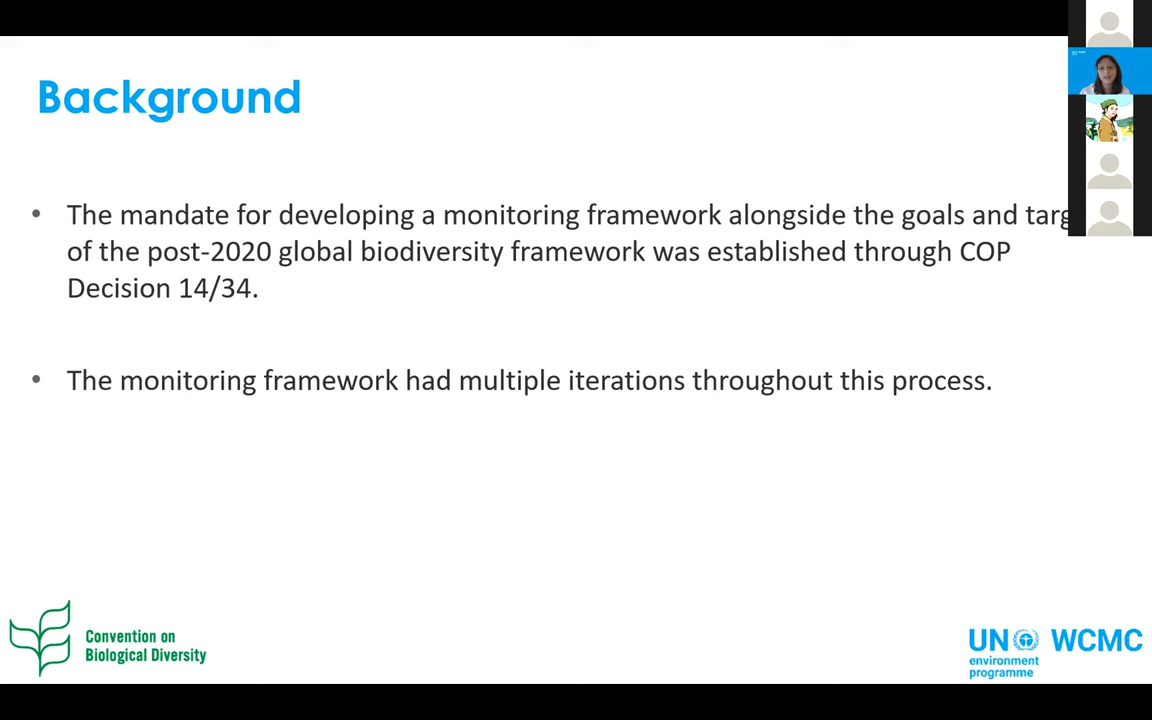 Background
• The mandate for developing a monitoring framework alongside the goals and
of the post-2020 global biodiversity framework was established through COP
Decision 14/34.
• The monitoring framework had multiple iterations throughout this process.
Convention on
Biological Diversity
UN WCMC
environment
programme